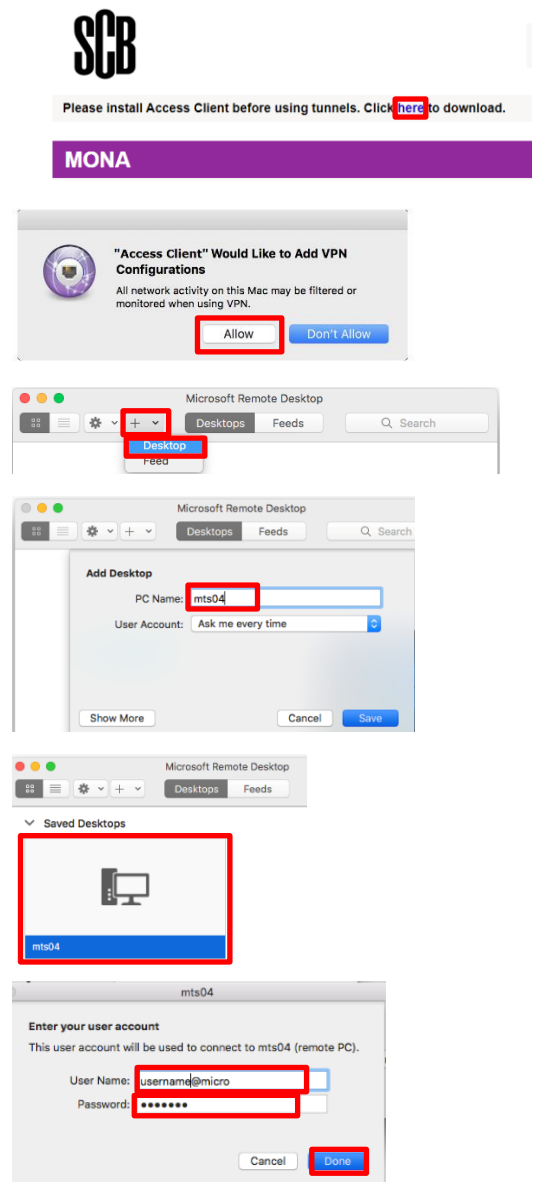 SCB
Please install Access Client before using tunnels. Click here to download.
MONA
"Access Client" Would Like to Add VPN
Configurations
All network activity on this Mac may be filtered or
monitored when using VPN.
Allow Don't Allow
Microsoft Remote Desktop
+ Desktops Feeds Search
Desktop
Feed
Microsoft Remote Desktop
+ Desktops Feeds Search
Add Desktop
PC Name: mts04
User Account: Ask me every time
Show More Cancel Save
Microsoft Remote Desktop
+ Desktops Feeds
Saved Desktops
mts04
mts04
Enter your user account
This user account will be used to connect to mts04 (remote PC).
User Name: username@micro
Password: •••••••
Cancel Done